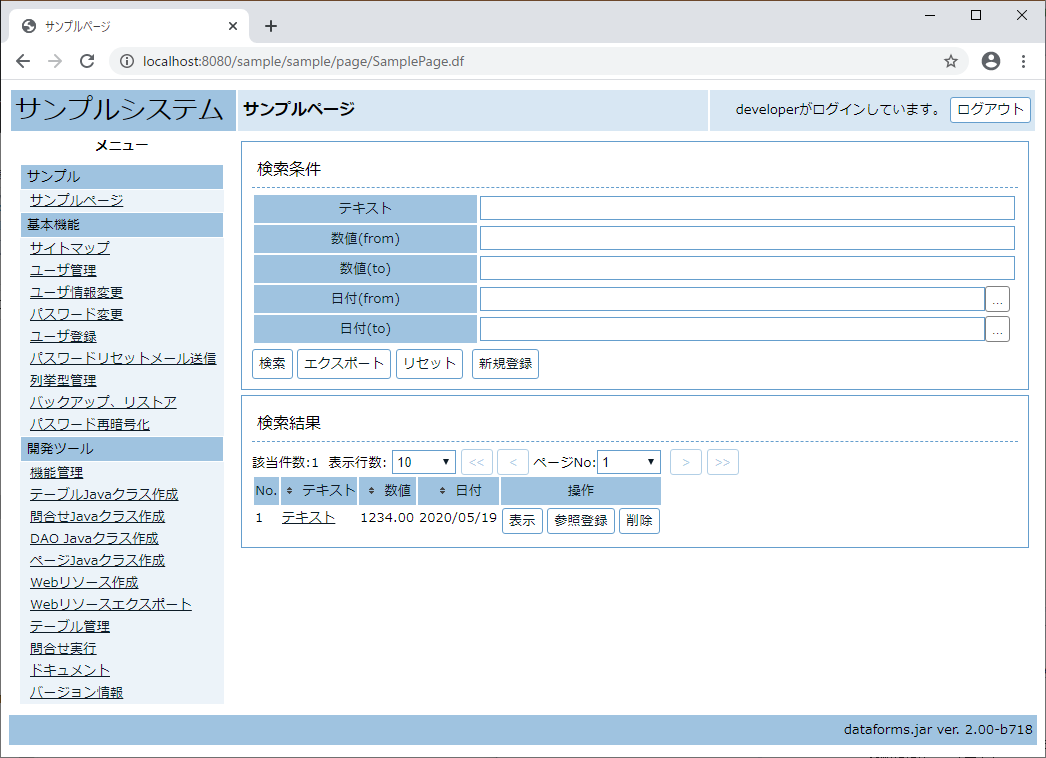 サンプルページ
localhost:8080/sample/sample/page/SamplePage.df
サンプルシステム
サンプルページ
developerがログインしています。 ログアウト
メニュー
サンプル
サンプルページ
基本機能
サイトマップ
ユーザ管理
ユーザ情報変更
パスワード変更
ユーザ登録
パスワードリセットメール送信
列挙型管理
バックアップ、リストア
パスワード再暗号化
開発ツール
機能管理
テーブルJavaクラス作成
問合せJavaクラス作成
DAO Javaクラス作成
ページJavaクラス作成
Webリソース作成
Webリソースエクスポート
テーブル管理
問合せ実行
ドキュメント
バージョン情報
検索条件
テキスト
数値(from)
数値(to)
日付(from) ...
日付(to) ...
検索 エクスポート リセット 新規登録
検索結果
該当件数:1 表示行数: 10 << < ページNo: 1 > >>
No. テキスト 数値 日付 操作
1 テキスト 1234.00 2020/05/19 表示 参照登録 削除
dataforms.jar ver. 2.00-b718